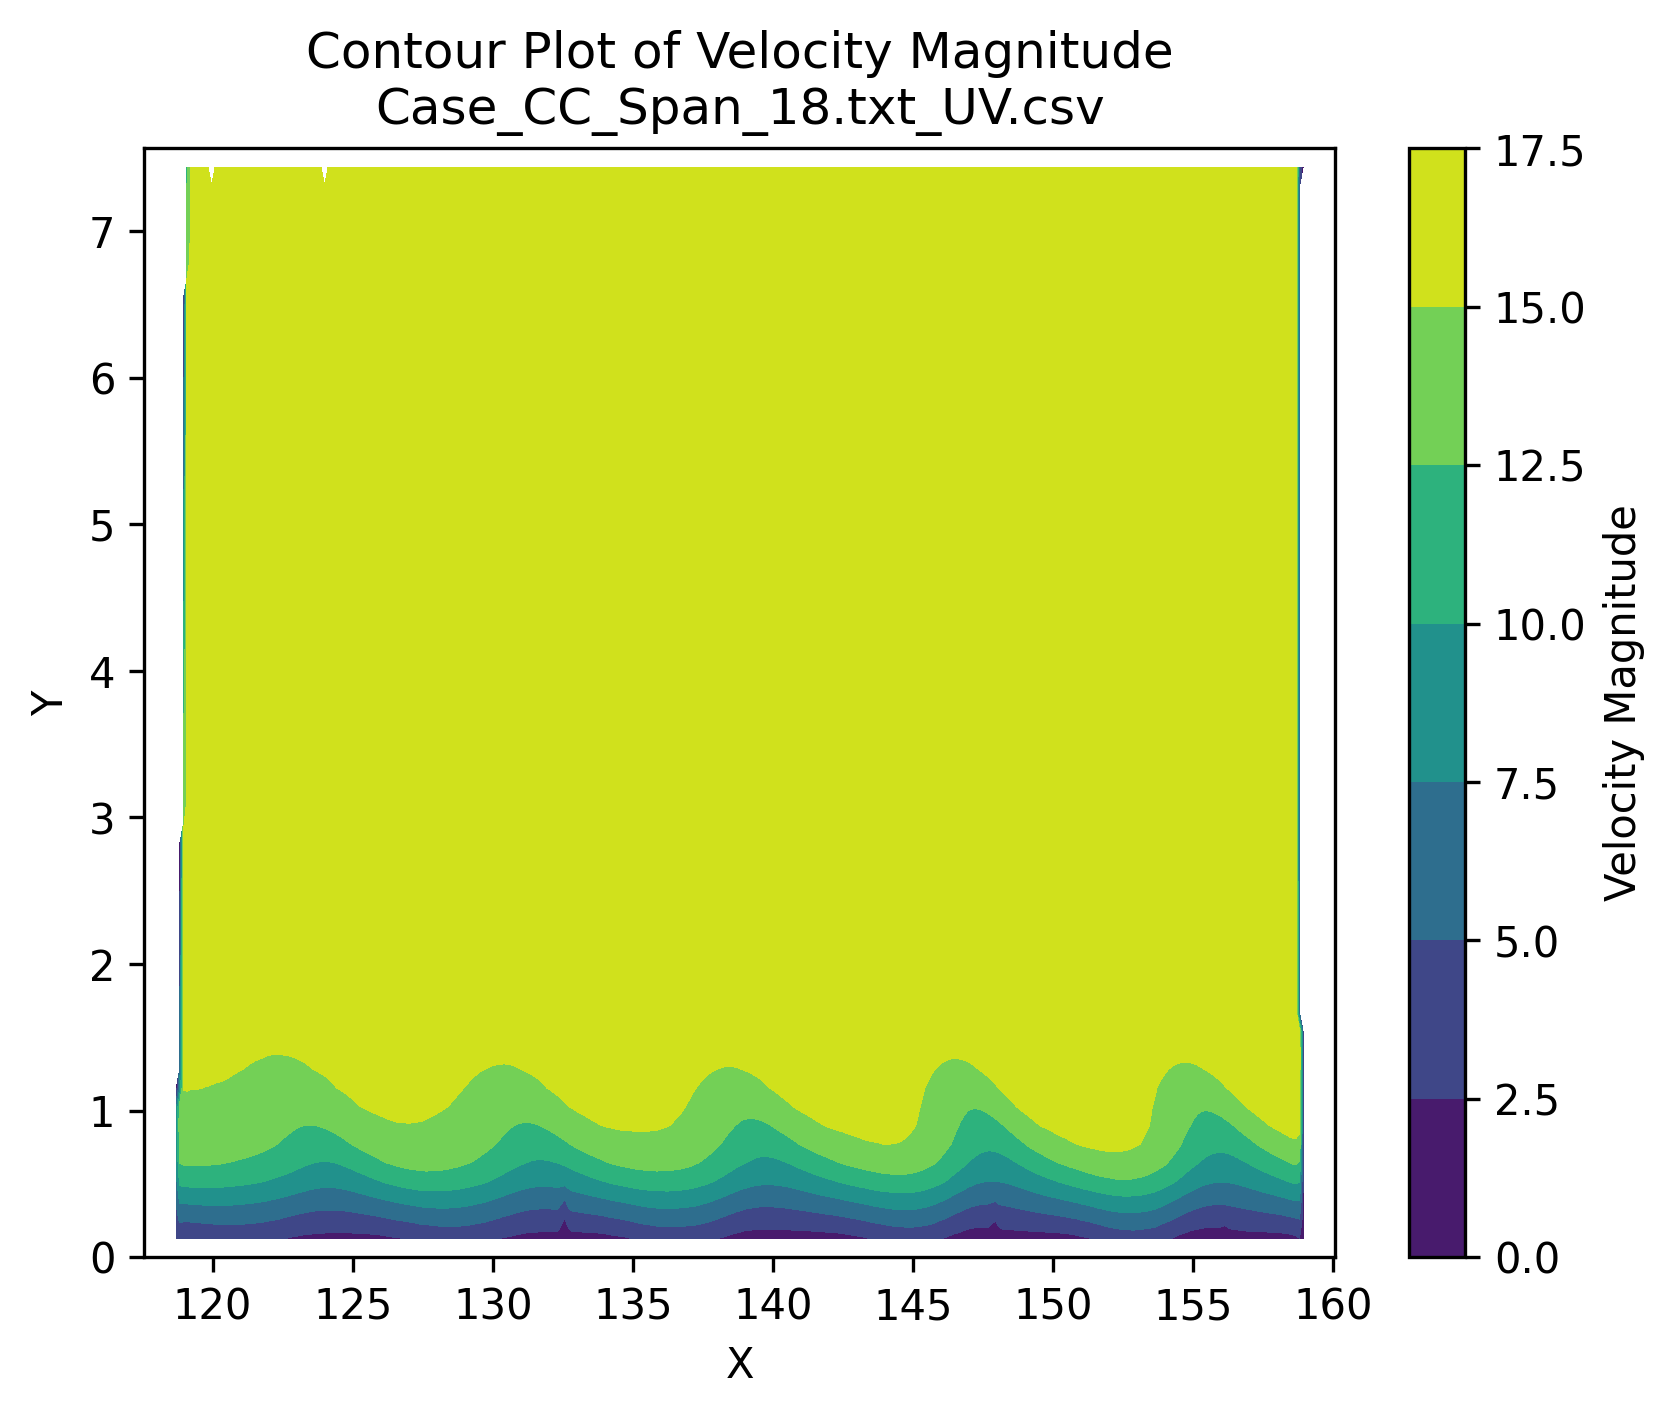 Contour Plot of Velocity Magnitude
Case_CC_Span_18.txt_UV.csv
Y
7
6
5
4
3
2
1
0
120 125 130 135 140 145 150 155 160
X
17.5
15.0
12.5
10.0
7.5
5.0
2.5
0.0
Velocity Magnitude